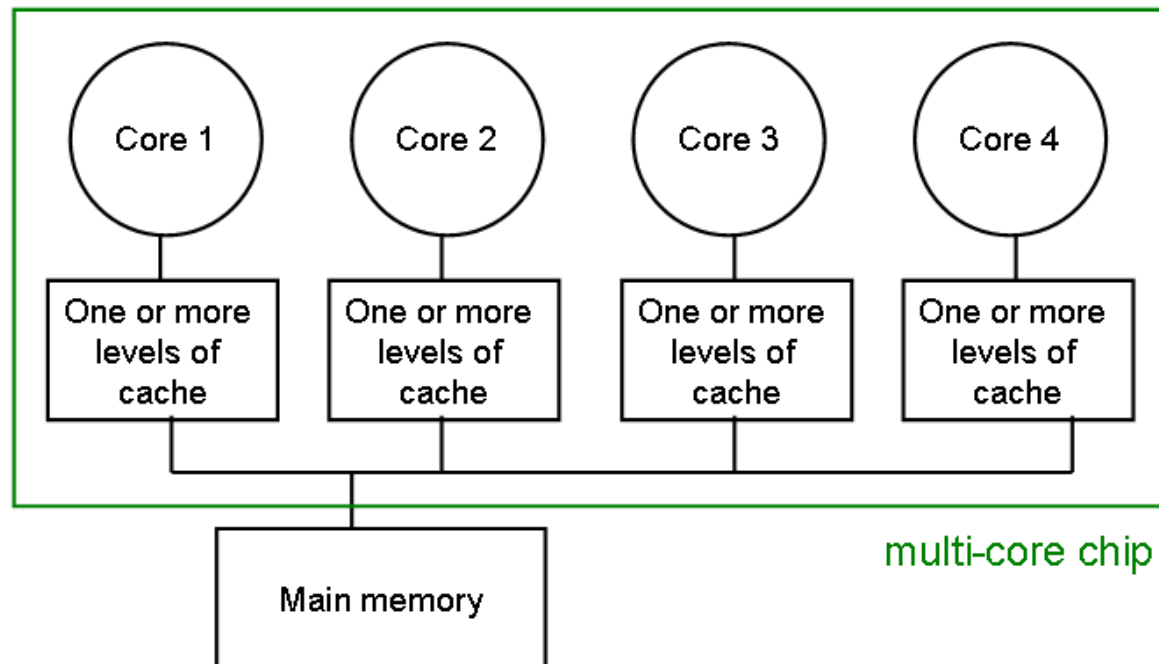 Core 1
Core 2
Core 3
Core 4
One or more
levels of
cache
One or more
levels of
cache
One or more
levels of
cache
One or more
levels of
cache
multi-core chip
Main memory